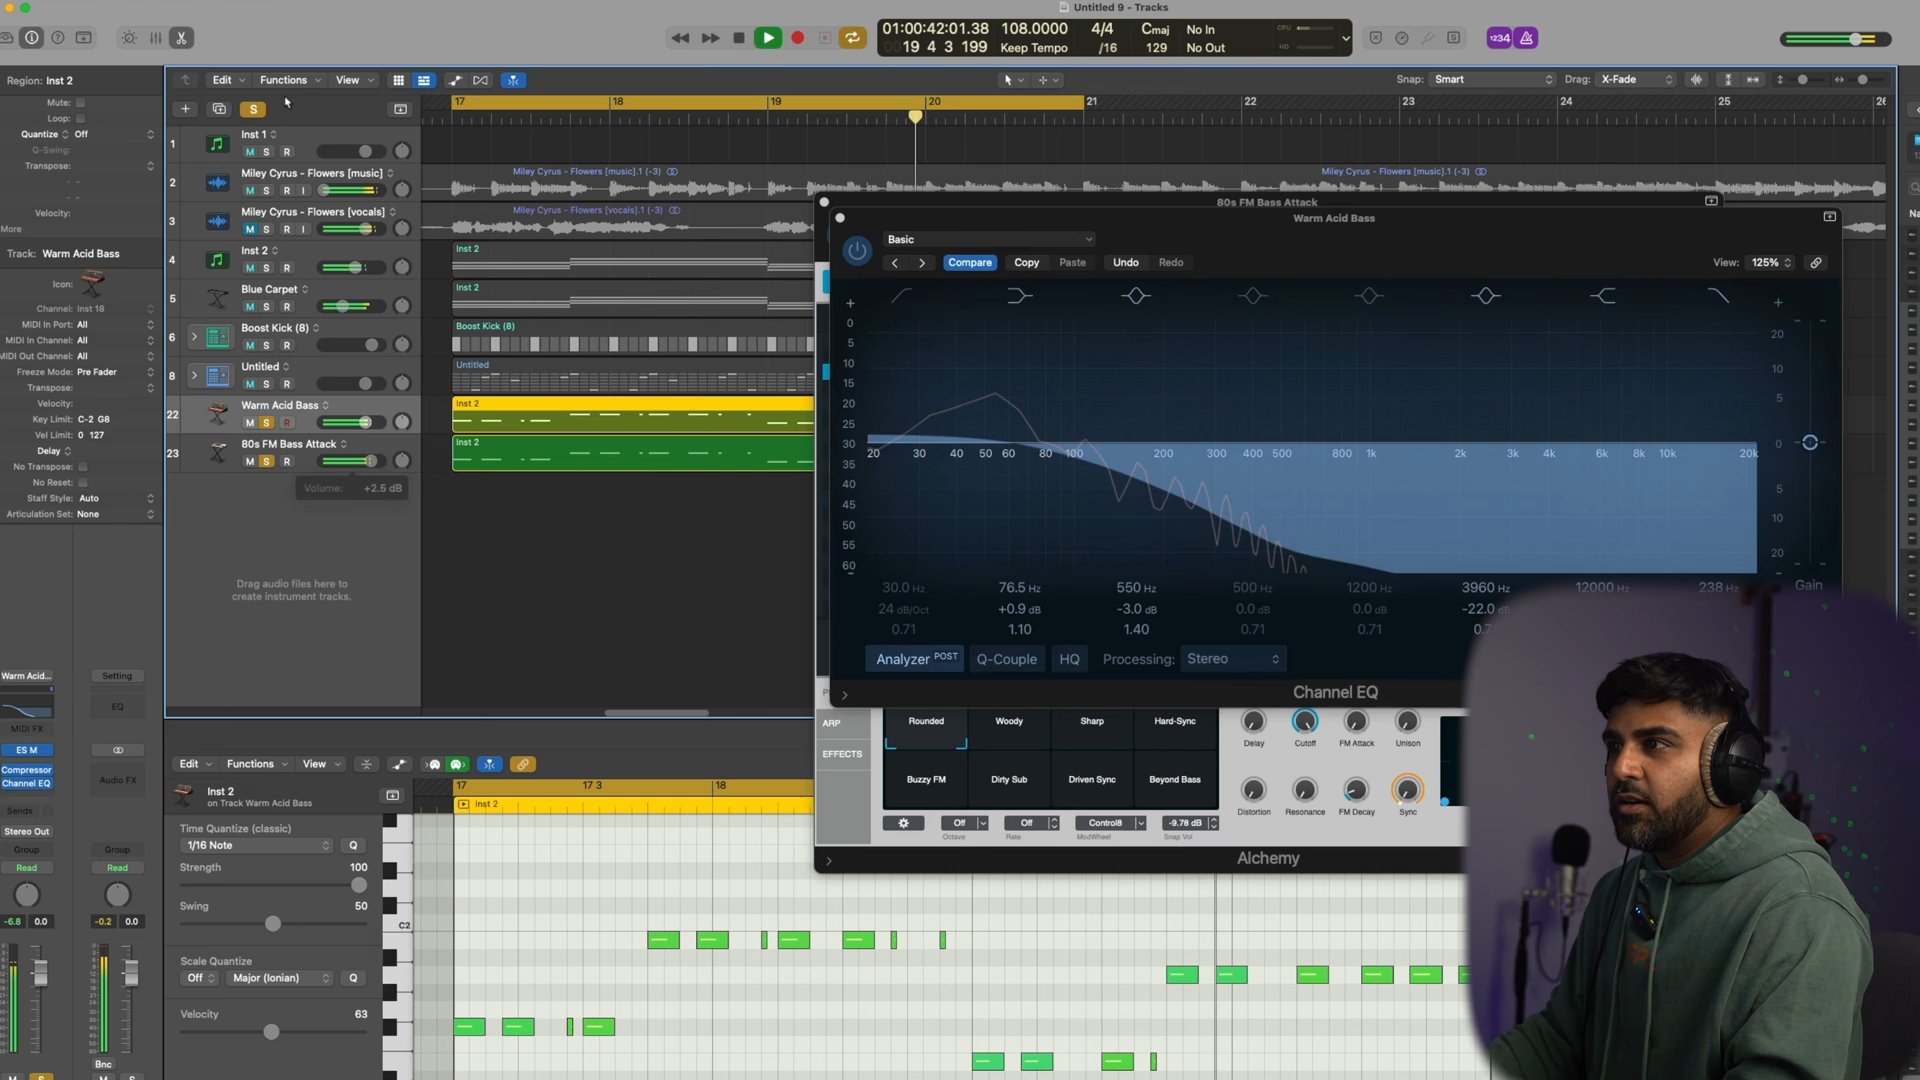 Untitled 9 - Tracks
01:00:42:01.38 108.0000 4/4 Cmaj No In CPU
0019 4 3 199 Keep Tempo /16 129 No Out HD
1234
Region: Inst 2
Mute:
Loop:
Quantize Off
Q-Swing:
Transpose:
Velocity:
More
Track: Warm Acid Bass
Icon:
Channel: Inst 18
MIDI In Port: All
MIDI In Channel: All
MIDI Out Channel: All
Freeze Mode: Pre Fader
Transpose:
Velocity:
Key Limit: C-2 G8
Vel Limit: 0 127
Delay
No Transpose:
No Reset:
Staff Style: Auto
Articulation Set: None
Edit Functions View
Snap: Smart Drag: X-Fade
S
17 18 19 20 21 22 23 24 25 26
1 Inst 1
M S R
2 Miley Cyrus - Flowers [music]
M S R I
3 Miley Cyrus - Flowers [vocals]
M S R I
4 Inst 2
M S R
5 Blue Carpet
M S R
6 Boost Kick (8)
M S R
8 Untitled
M S R
22 Warm Acid Bass
M S R
23 80s FM Bass Attack
M S R
Volume: +2.5 dB
Drag audio files here to
create instrument tracks.
Miley Cyrus - Flowers [music].1 (-3)
Miley Cyrus - Flowers [music].1 (-3)
Miley Cyrus - Flowers [vocals].1 (-3)
Inst 2
Inst 2
Boost Kick (8)
Untitled
Inst 2
Inst 2
80s FM Bass Attack
Warm Acid Bass
Basic
Compare Copy Paste Undo Redo
View: 125%
+ 0 5 10 15 20 25 30 35 40 45 50 55 60 -
20 30 40 50 60 80 100 200 300 400 500 800 1k 2k 3k 4k 6k 8k 10k 20k
+ 20 10 5 0 5 10 20
30.0 Hz 76.5 Hz 550 Hz 500 Hz 1200 Hz 3960 Hz 12000 Hz 238 Hz Gain
24 dB/Oct +0.9 dB -3.0 dB 0.0 dB 0.0 dB -22.0
0.71 1.10 1.40 0.71 0.71
Analyzer POST Q-Couple HQ Processing: Stereo
Channel EQ
ARP
EFFECTS
Rounded Woody Sharp Hard-Sync
Buzzy FM Dirty Sub Driven Sync Beyond Bass
Delay Cutoff FM Attack Unison
Distortion Resonance FM Decay Sync
Off Off Control8 -9.78 dB
Octave Rate ModWheel Snap Vol
Alchemy
Warm Acid... Setting
EQ
MIDI FX
ES M
Compressor
Channel EQ
Audio FX
Sends
Stereo Out
Group Group
Read Read
-6.8 0.0 -0.2 0.0
Bnc
Edit Functions View
Inst 2
on Track Warm Acid Bass
Time Quantize (classic)
1/16 Note Q
Strength 100
Swing 50
Scale Quantize
Off Major (Ionian) Q
Velocity 63
17 17 3 18
Inst 2
C2